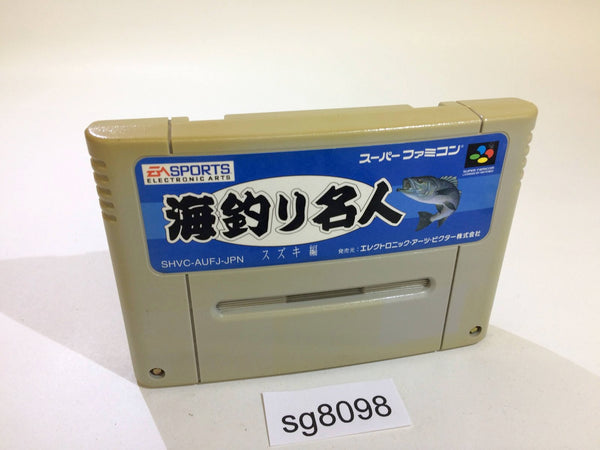 EA SPORTS
ELECTRONIC ARTS
スーパーファミコン
SUPER FAMICOM
海釣り名人
スズキ編
SHVC-AUFJ-JPN
発売元:エレクトロニック・アーツ・ビクター株式会社
sg8098